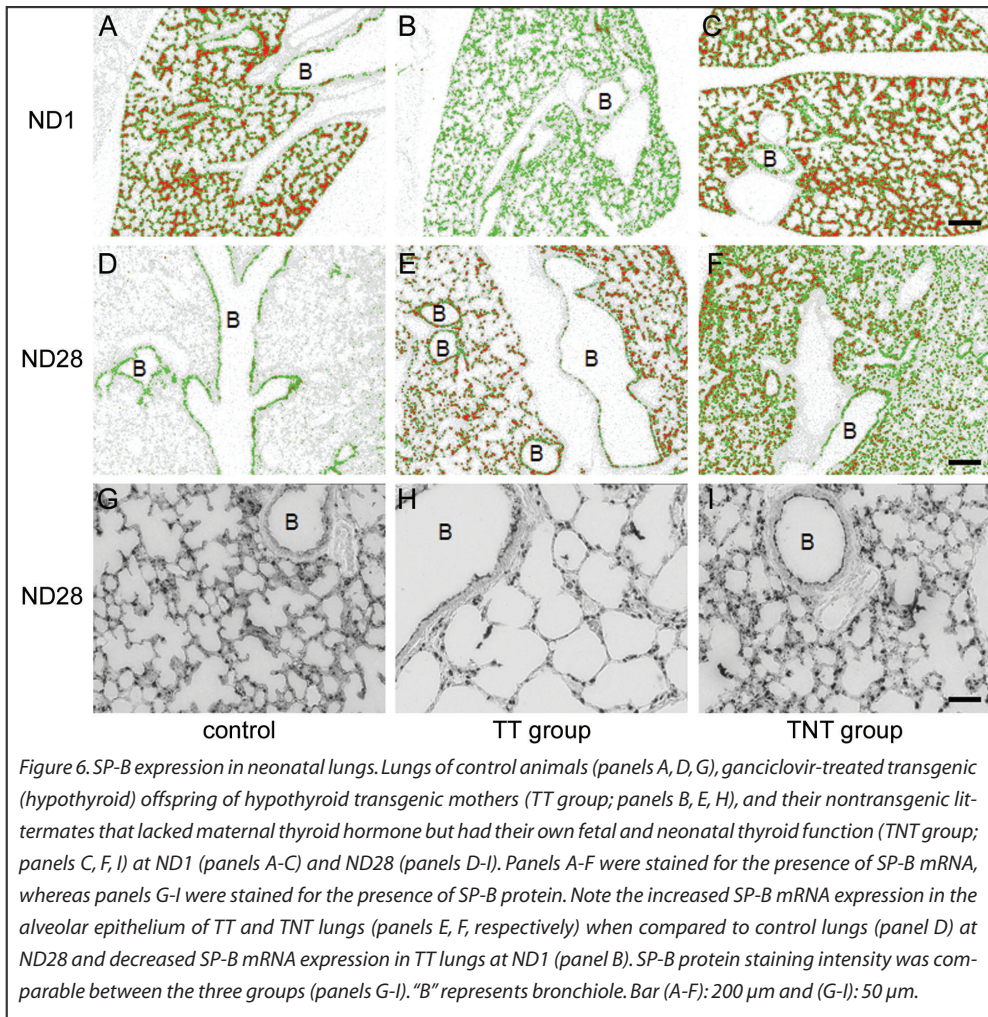 A
B
C
B
B
B
ND1
D
E
F
B
B
B
B
B
B
B
ND28
G
H
I
B
B
B
ND28
control
TT group
TNT group
Figure 6. SP-B expression in neonatal lungs. Lungs of control animals (panels A, D, G), ganciclovir-treated transgenic
(hypothyroid) offspring of hypothyroid transgenic mothers (TT group; panels B, E, H), and their nontransgenic lit-
termates that lacked maternal thyroid hormone but had their own fetal and neonatal thyroid function (TNT group;
panels C, F, I) at ND1 (panels A-C) and ND28 (panels D-I). Panels A-F were stained for the presence of SP-B mRNA,
whereas panels G-I were stained for the presence of SP-B protein. Note the increased SP-B mRNA expression in the
alveolar epithelium of TT and TNT lungs (panels E, F, respectively) when compared to control lungs (panel D) at
ND28 and decreased SP-B mRNA expression in TT lungs at ND1 (panel B). SP-B protein staining intensity was com-
parable between the three groups (panels G-I). “B” represents bronchiole. Bar (A-F): 200 µm and (G-I): 50 µm.